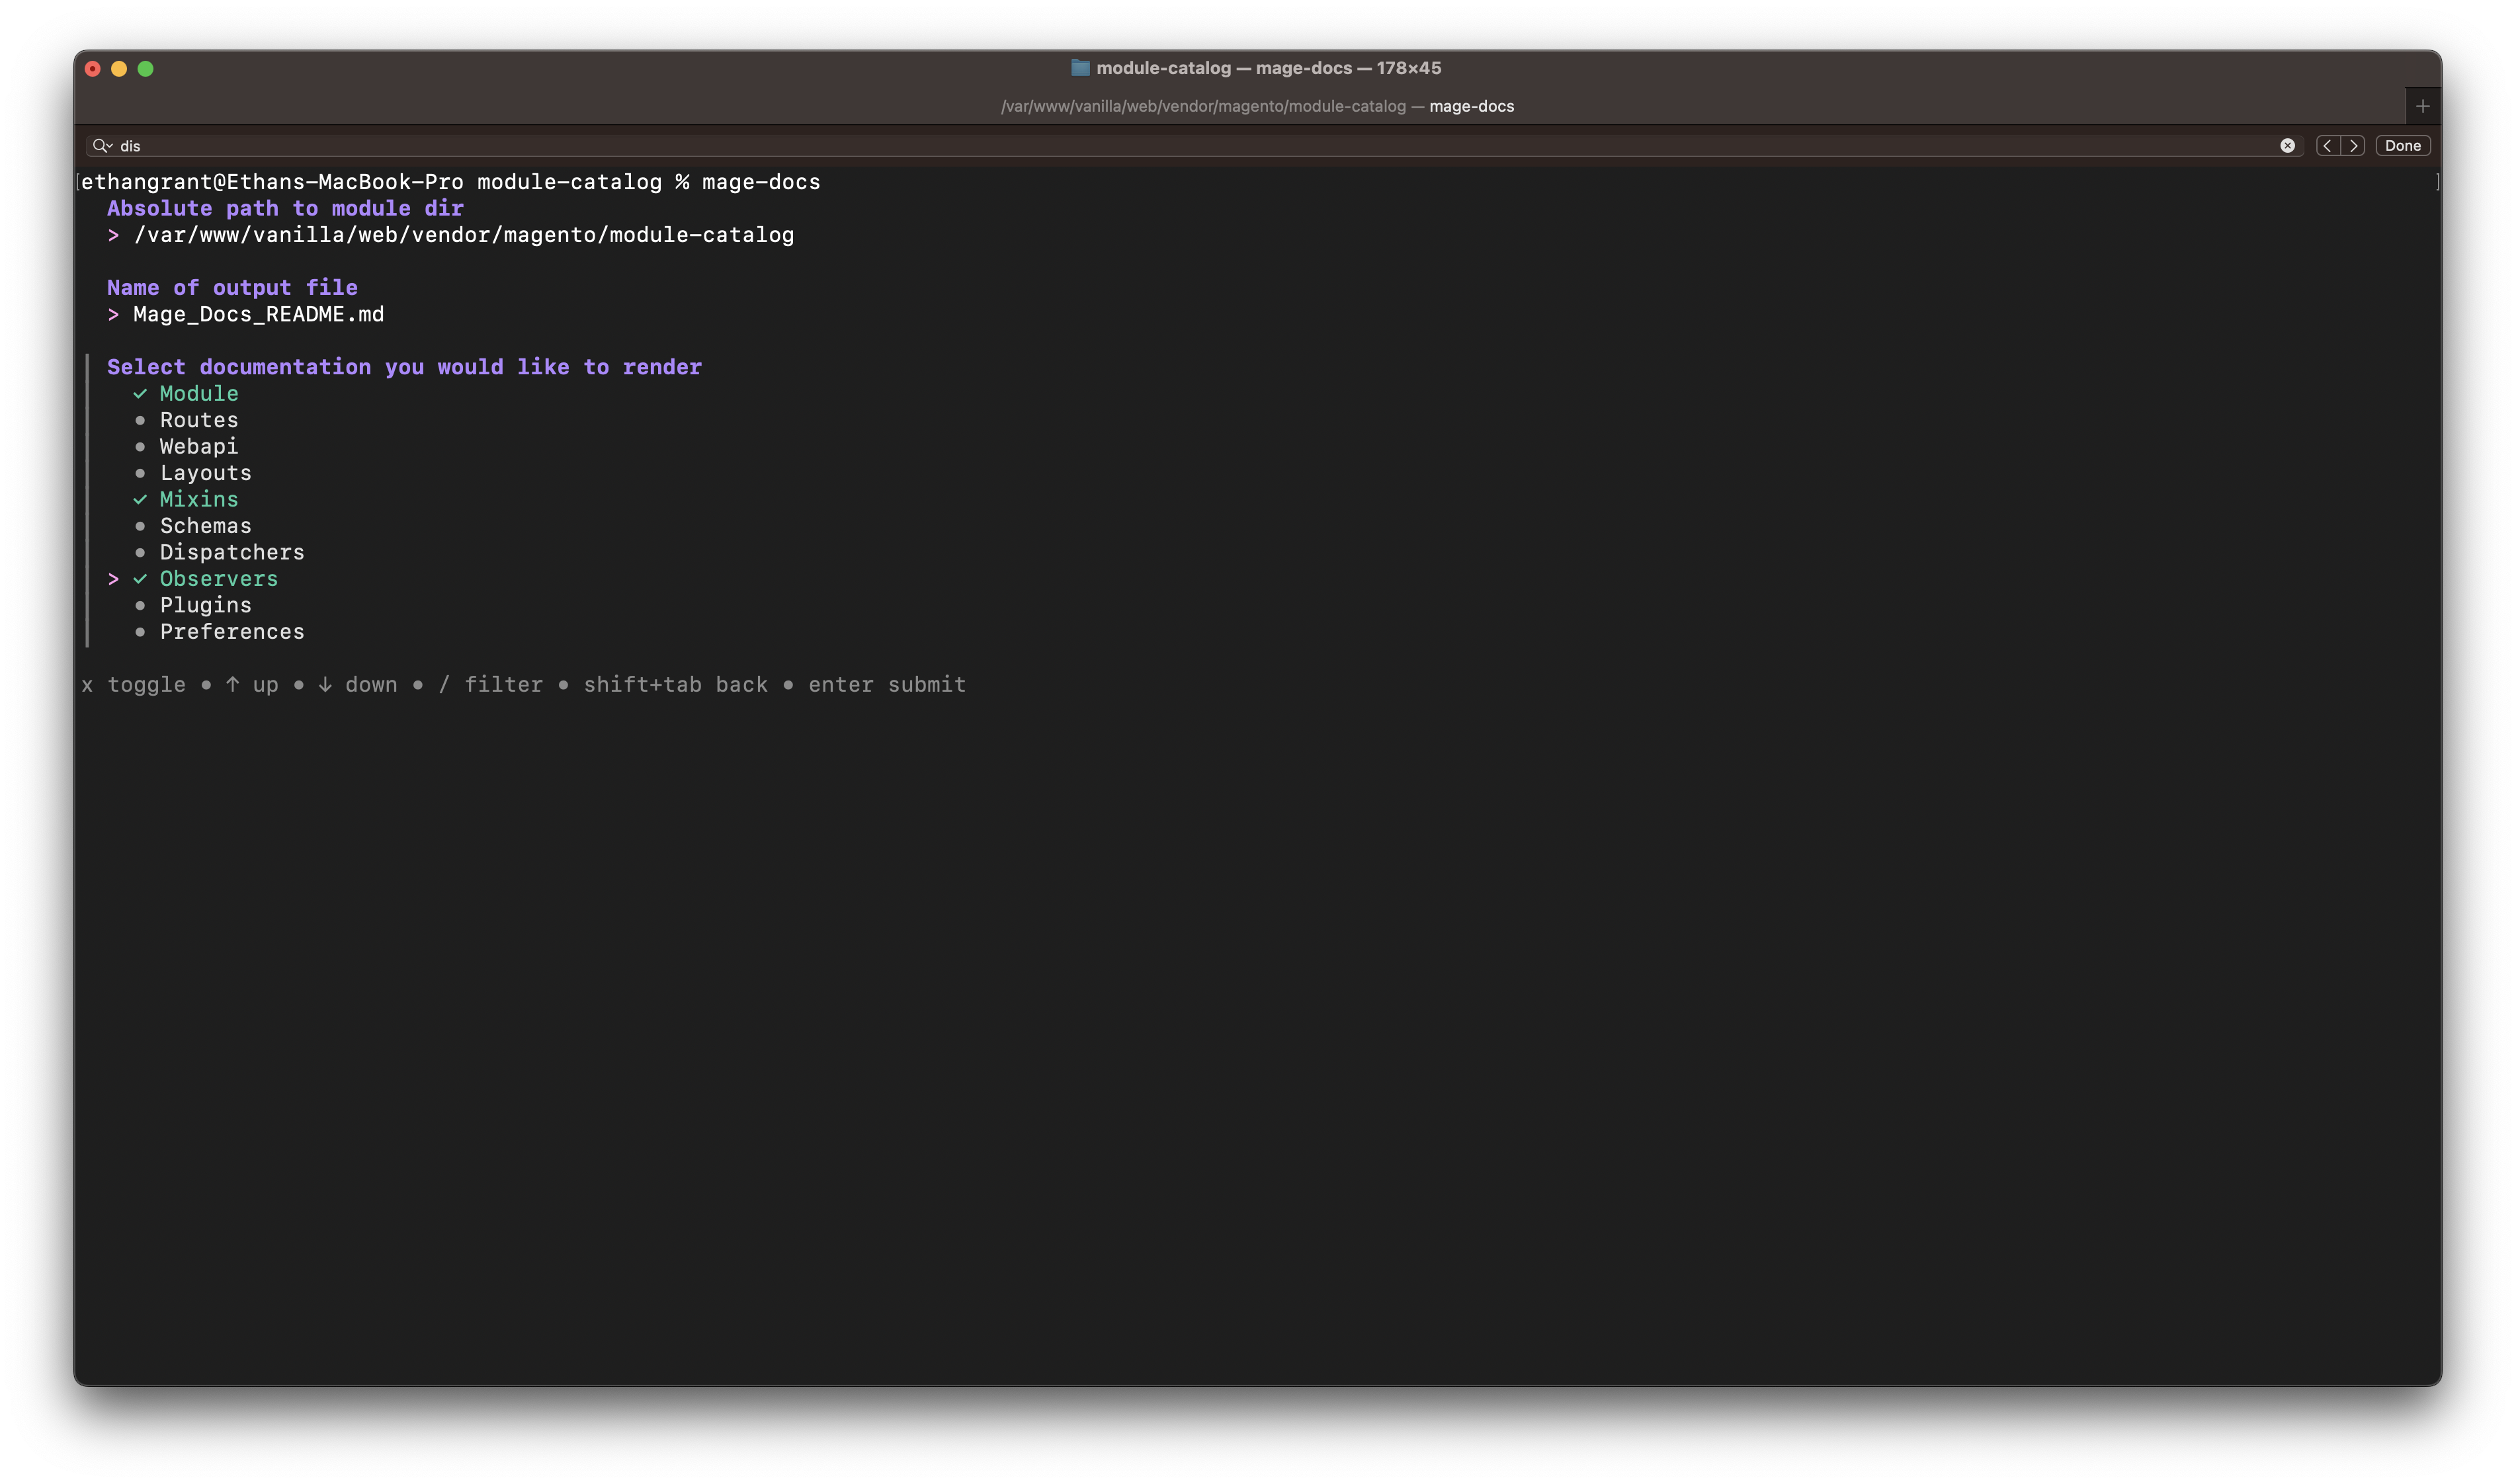 module-catalog — mage-docs — 178×45
/var/www/vanilla/web/vendor/magento/module-catalog — mage-docs
dis
Done
[ethangrant@Ethans-MacBook-Pro module-catalog % mage-docs ]
Absolute path to module dir
> /var/www/vanilla/web/vendor/magento/module-catalog
Name of output file
> Mage_Docs_README.md
Select documentation you would like to render
✓ Module
• Routes
• Webapi
• Layouts
✓ Mixins
• Schemas
• Dispatchers
> ✓ Observers
• Plugins
• Preferences
x toggle • ↑ up • ↓ down • / filter • shift+tab back • enter submit